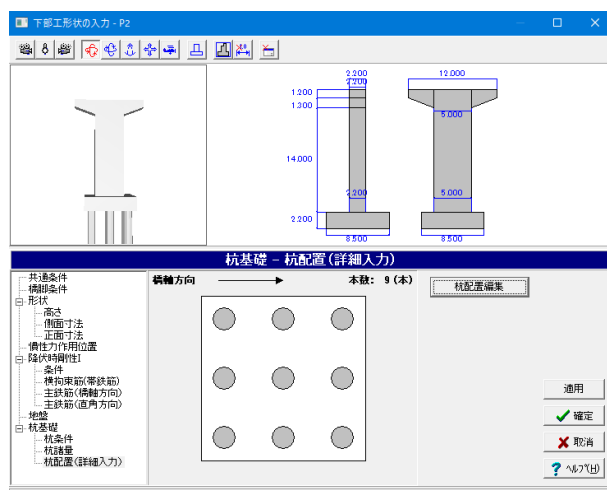 下部工形状の入力 - P2
2.200
2.200
12.000
1.200
1.300
5.000
14.000
2.200
5.000
2.200
8.500
8.500
杭基礎 - 杭配置(詳細入力)
共通条件
橋脚条件
形状
高さ
側面寸法
正面寸法
慣性力作用位置
降伏時剛性I
条件
横拘束筋(帯鉄筋)
主鉄筋(橋軸方向)
主鉄筋(直角方向)
地盤
杭基礎
杭条件
杭諸量
杭配置(詳細入力)
橋軸方向
本数: 9 (本)
杭配置編集
適用
確定
取消
? ヘルプ(H)